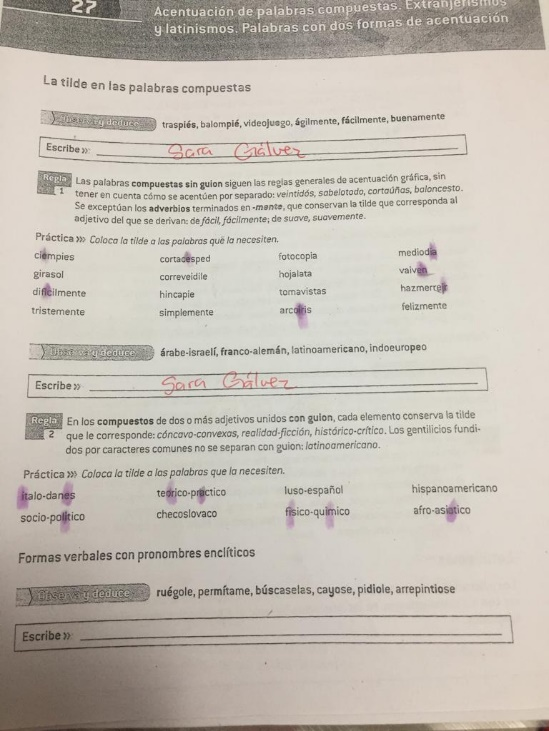 27
Acentuación de palabras compuestas. Extranjerismos
y latinismos. Palabras con dos formas de acentuación
La tilde en las palabras compuestas
Observa y deduce traspiés, balompié, videojuego, ágilmente, fácilmente, buenamente
Escribe » Sara Gálvez
Regla 1 Las palabras compuestas sin guion siguen las reglas generales de acentuación gráfica, sin
tener en cuenta cómo se acentúen por separado: veintidós, sabelotodo, cortaúñas, baloncesto.
Se exceptúan los adverbios terminados en -mente, que conservan la tilde que corresponda al
adjetivo del que se derivan: de fácil, fácilmente; de suave, suavemente.
Práctica »» Coloca la tilde a las palabras que la necesiten.
ciempies cortacesped fotocopia mediodia
girasol correveidile hojalata vaiven
dificilmente hincapie tomavistas hazmerreir
tristemente simplemente arcoiris felizmente
Observa y deduce árabe-israelí, franco-alemán, latinoamericano, indoeuropeo
Escribe » Sara Gálvez
Regla 2 En los compuestos de dos o más adjetivos unidos con guion, cada elemento conserva la tilde
que le corresponde: cóncavo-convexas, realidad-ficción, histórico-crítico. Los gentilicios fundi-
dos por caracteres comunes no se separan con guion: latinoamericano.
Práctica »» Coloca la tilde a las palabras que la necesiten.
italo-danes teorico-practico luso-español hispanoamericano
socio-politico checoslovaco fisico-quimico afro-asiatico
Formas verbales con pronombres enclíticos
Observa y deduce ruégole, permítame, búscaselas, cayose, pidiole, arrepintiose
Escribe »